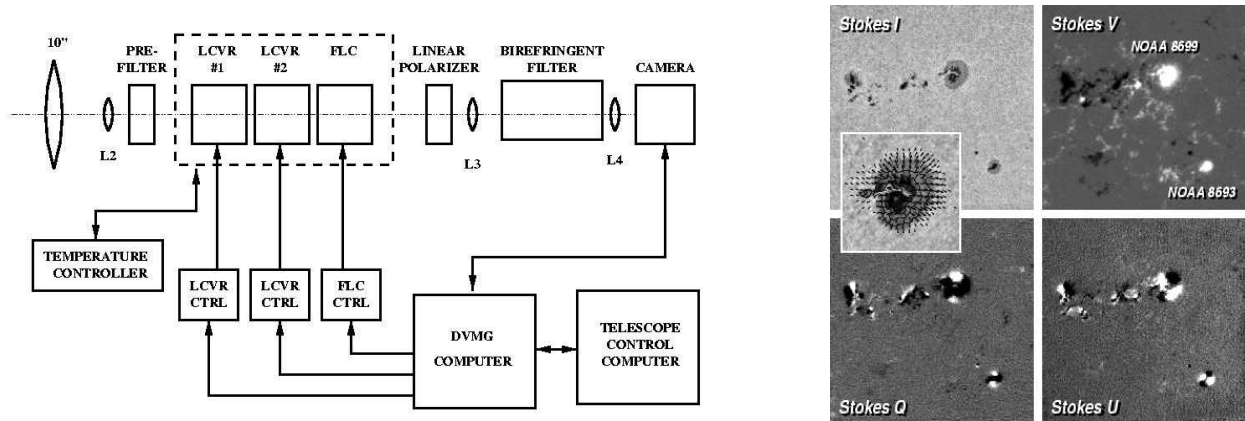 10"
PRE-
FILTER
LCVR
#1
LCVR
#2
FLC
LINEAR
POLARIZER
BIREFRINGENT
FILTER
CAMERA
L2
L3
L4
TEMPERATURE
CONTROLLER
LCVR
CTRL
LCVR
CTRL
FLC
CTRL
DVMG
COMPUTER
TELESCOPE
CONTROL
COMPUTER
Stokes I
Stokes V
NOAA 8699
NOAA 8693
Stokes Q
Stokes U